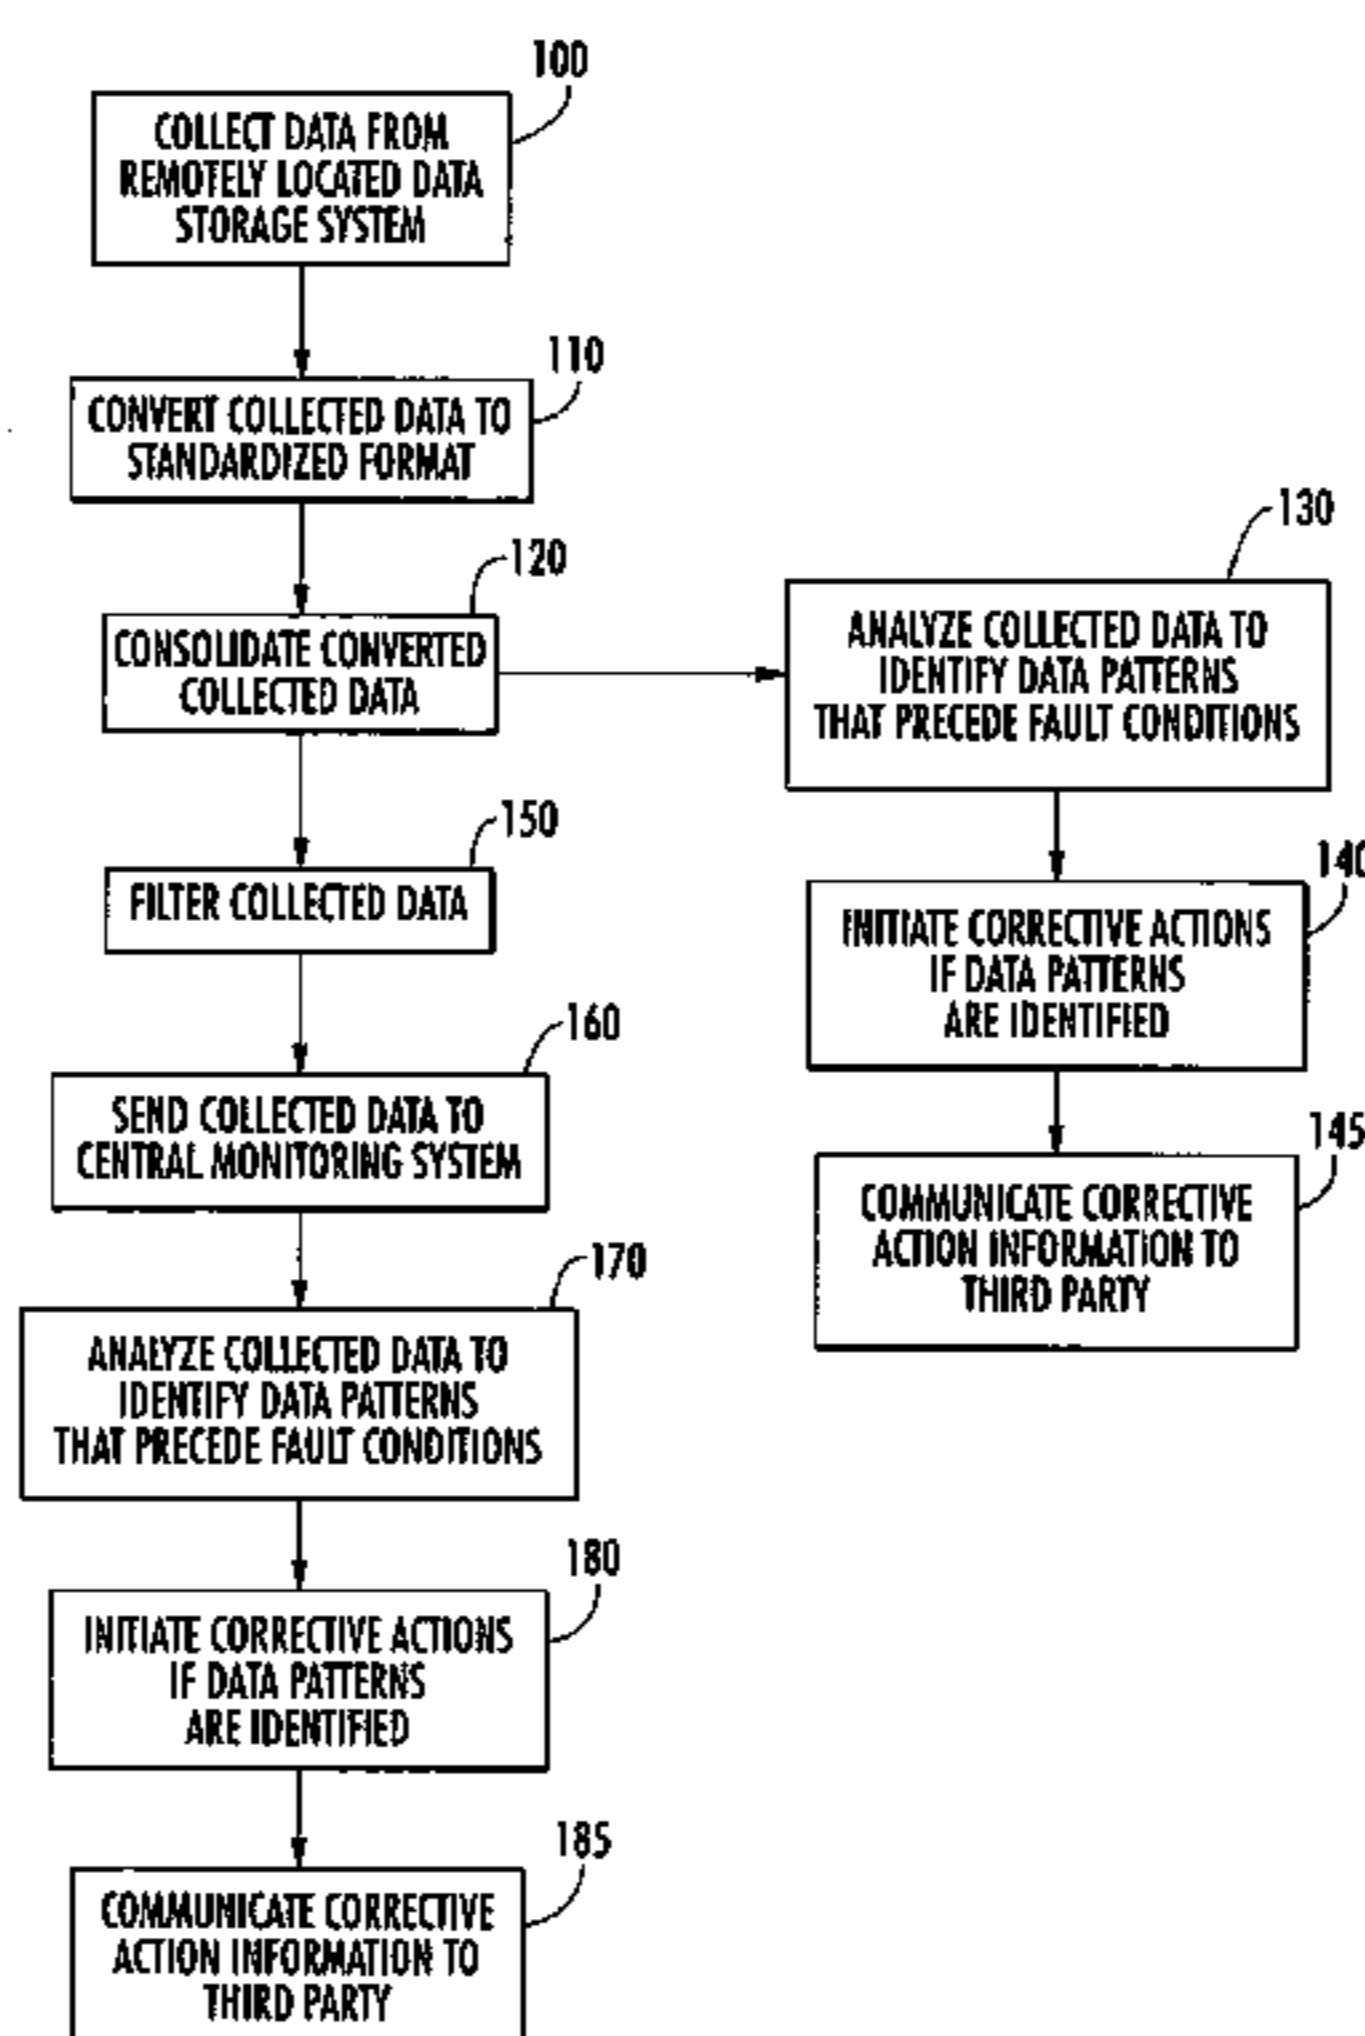 100
COLLECT DATA FROM
REMOTELY LOCATED DATA
STORAGE SYSTEM
110
CONVERT COLLECTED DATA TO
STANDARDIZED FORMAT
120
CONSOLIDATE CONVERTED
COLLECTED DATA
130
ANALYZE COLLECTED DATA TO
IDENTIFY DATA PATTERNS
THAT PRECEDE FAULT CONDITIONS
140
INITIATE CORRECTIVE ACTIONS
IF DATA PATTERNS
ARE IDENTIFIED
145
COMMUNICATE CORRECTIVE
ACTION INFORMATION TO
THIRD PARTY
150
FILTER COLLECTED DATA
160
SEND COLLECTED DATA TO
CENTRAL MONITORING SYSTEM
170
ANALYZE COLLECTED DATA TO
IDENTIFY DATA PATTERNS
THAT PRECEDE FAULT CONDITIONS
180
INITIATE CORRECTIVE ACTIONS
IF DATA PATTERNS
ARE IDENTIFIED
185
COMMUNICATE CORRECTIVE
ACTION INFORMATION TO
THIRD PARTY